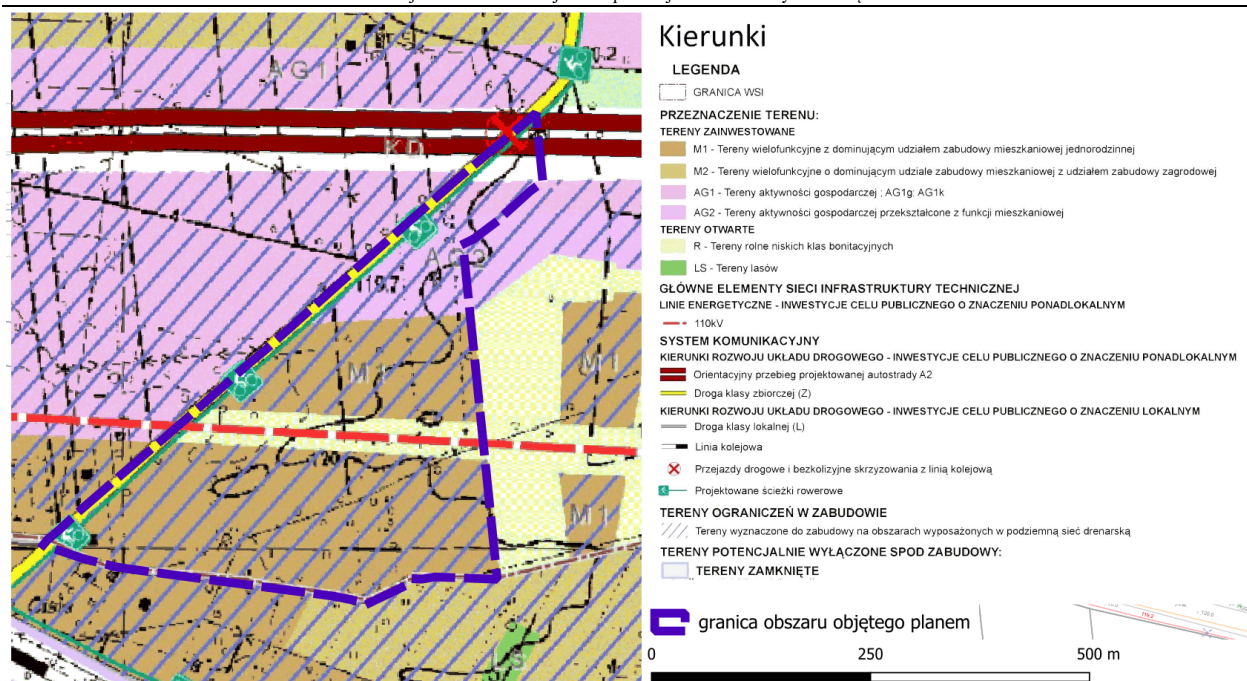 Kierunki
LEGENDA
GRANICA WSI
PRZEZNACZENIE TERENU:
TERENY ZAINWESTOWANE
M1 - Tereny wielofunkcyjne z dominującym udziałem zabudowy mieszkaniowej jednorodzinnej
M2 - Tereny wielofunkcyjne o dominującym udziale zabudowy mieszkaniowej z udziałem zabudowy zagrodowej
AG1 - Tereny aktywności gospodarczej ; AG1g: AG1k
AG2 - Tereny aktywności gospodarczej przekształcone z funkcji mieszkaniowej
TERENY OTWARTE
R - Tereny rolne niskich klas bonitacyjnych
LS - Tereny lasów
GŁÓWNE ELEMENTY SIECI INFRASTRUKTURY TECHNICZNEJ
LINIE ENERGETYCZNE - INWESTYCJE CELU PUBLICZNEGO O ZNACZENIU PONADLOKALNYM
110kV
SYSTEM KOMUNIKACYJNY
KIERUNKI ROZWOJU UKŁADU DROGOWEGO - INWESTYCJE CELU PUBLICZNEGO O ZNACZENIU PONADLOKALNYM
Orientacyjny przebieg projektowanej autostrady A2
Droga klasy zbiorczej (Z)
KIERUNKI ROZWOJU UKŁADU DROGOWEGO - INWESTYCJE CELU PUBLICZNEGO O ZNACZENIU LOKALNYM
Droga klasy lokalnej (L)
Linia kolejowa
Przejazdy drogowe i bezkolizyjne skrzyżowania z linią kolejową
Projektowane ścieżki rowerowe
TERENY OGRANICZEŃ W ZABUDOWIE
Tereny wyznaczone do zabudowy na obszarach wyposażonych w podziemną sieć drenarską
TERENY POTENCJALNIE WYŁĄCZONE SPOD ZABUDOWY:
TERENY ZAMKNIĘTE
granica obszaru objętego planem
0 250 500 m
AG1
KD
AG2
M1
M1
M1
LS